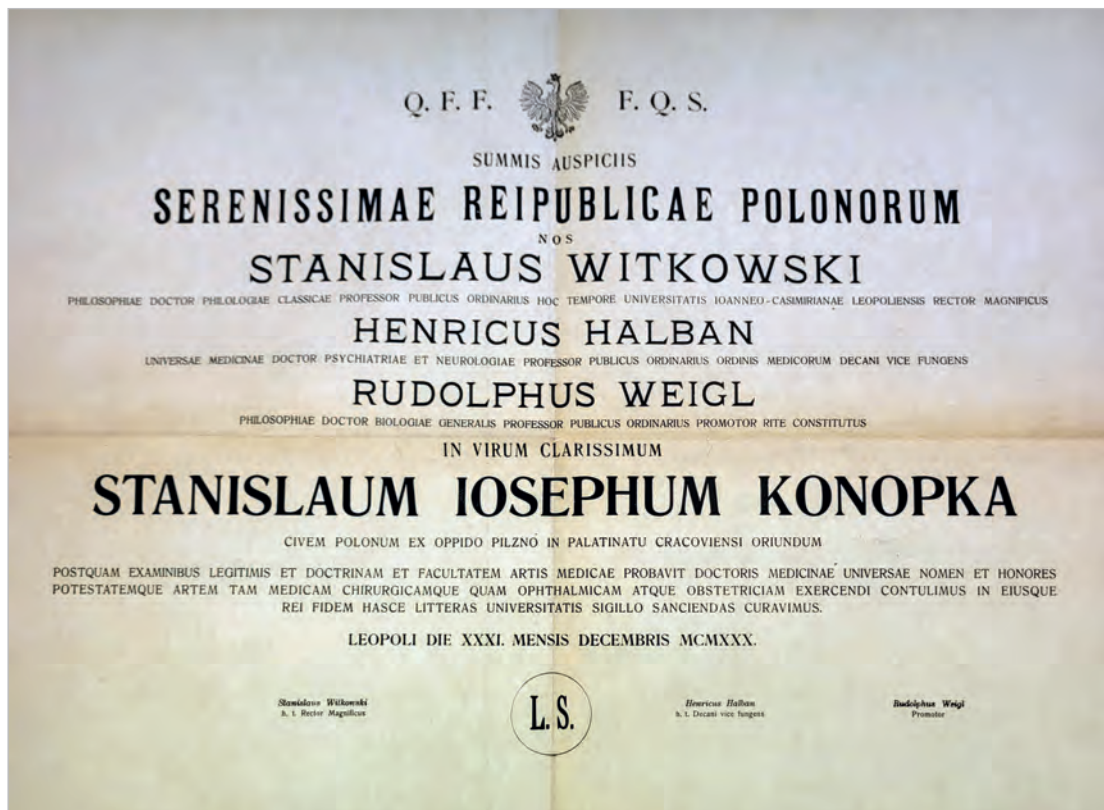 Q. F. F. F. Q. S.
SUMMIS AUSPICIIS
SERENISSIMAE REIPUBLICAE POLONORUM
NOS
STANISLAUS WITKOWSKI
PHILOSOPHIAE DOCTOR PHILOLOGIAE CLASSICAE PROFESSOR PUBLICUS ORDINARIUS HOC TEMPORE UNIVERSITATIS IOANNEO-CASIMIRIANAE LEOPOLIENSIS RECTOR MAGNIFICUS
HENRICUS HALBAN
UNIVERSAE MEDICINAE DOCTOR PSYCHIATRIAE ET NEUROLOGIAE PROFESSOR PUBLICUS ORDINARIUS ORDINIS MEDICORUM DECANI VICE FUNGENS
RUDOLPHUS WEIGL
PHILOSOPHIAE DOCTOR BIOLOGIAE GENERALIS PROFESSOR PUBLICUS ORDINARIUS PROMOTOR RITE CONSTITUTUS
IN VIRUM CLARISSIMUM
STANISLAUM IOSEPHUM KONOPKA
CIVEM POLONUM EX OPPIDO PILZNO IN PALATINATU CRACOVIENSI ORIUNDUM
POSTQUAM EXAMINIBUS LEGITIMIS ET DOCTRINAM ET FACULTATEM ARTIS MEDICAE PROBAVIT DOCTORIS MEDICINAE UNIVERSAE NOMEN ET HONORES
POTESTATEMQUE ARTEM TAM MEDICAM CHIRURGICAMQUE QUAM OPHTHALMICAM ATQUE OBSTETRICIAM EXERCENDI CONTULIMUS IN EIUSQUE
REI FIDEM HASCE LITTERAS UNIVERSITATIS SIGILLO SANCIENDAS CURAVIMUS.
LEOPOLI DIE XXXI. MENSIS DECEMBRIS MCMXXX.
Stanislaus Witkowski
h. t. Rector Magnificus
L. S.
Henricus Halban
h. t. Decani vice fungens
Rudolphus Weigl
Promotor